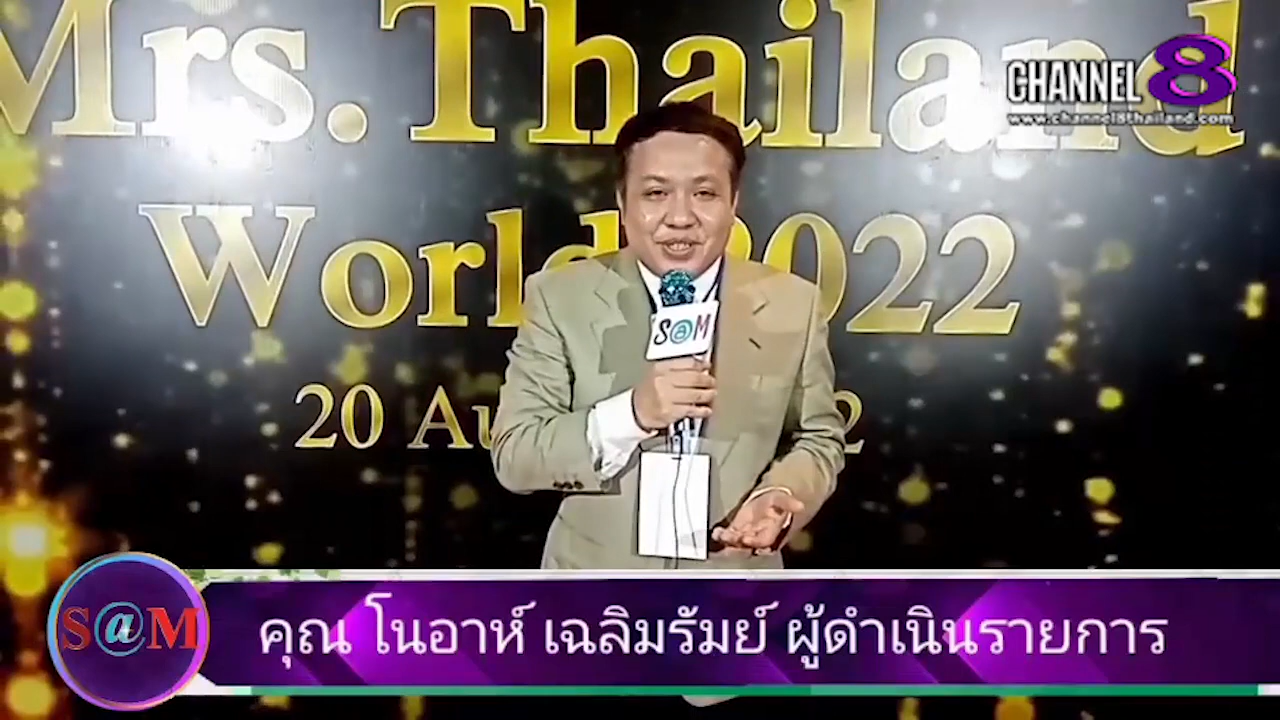 Mrs. Thailand
CHANNEL 8
www.channel8thailand.com
World 2022
20 Au 2
S@M
S@M
คุณ โนอาห์ เฉลิมรัมย์ ผู้ดำเนินรายการ